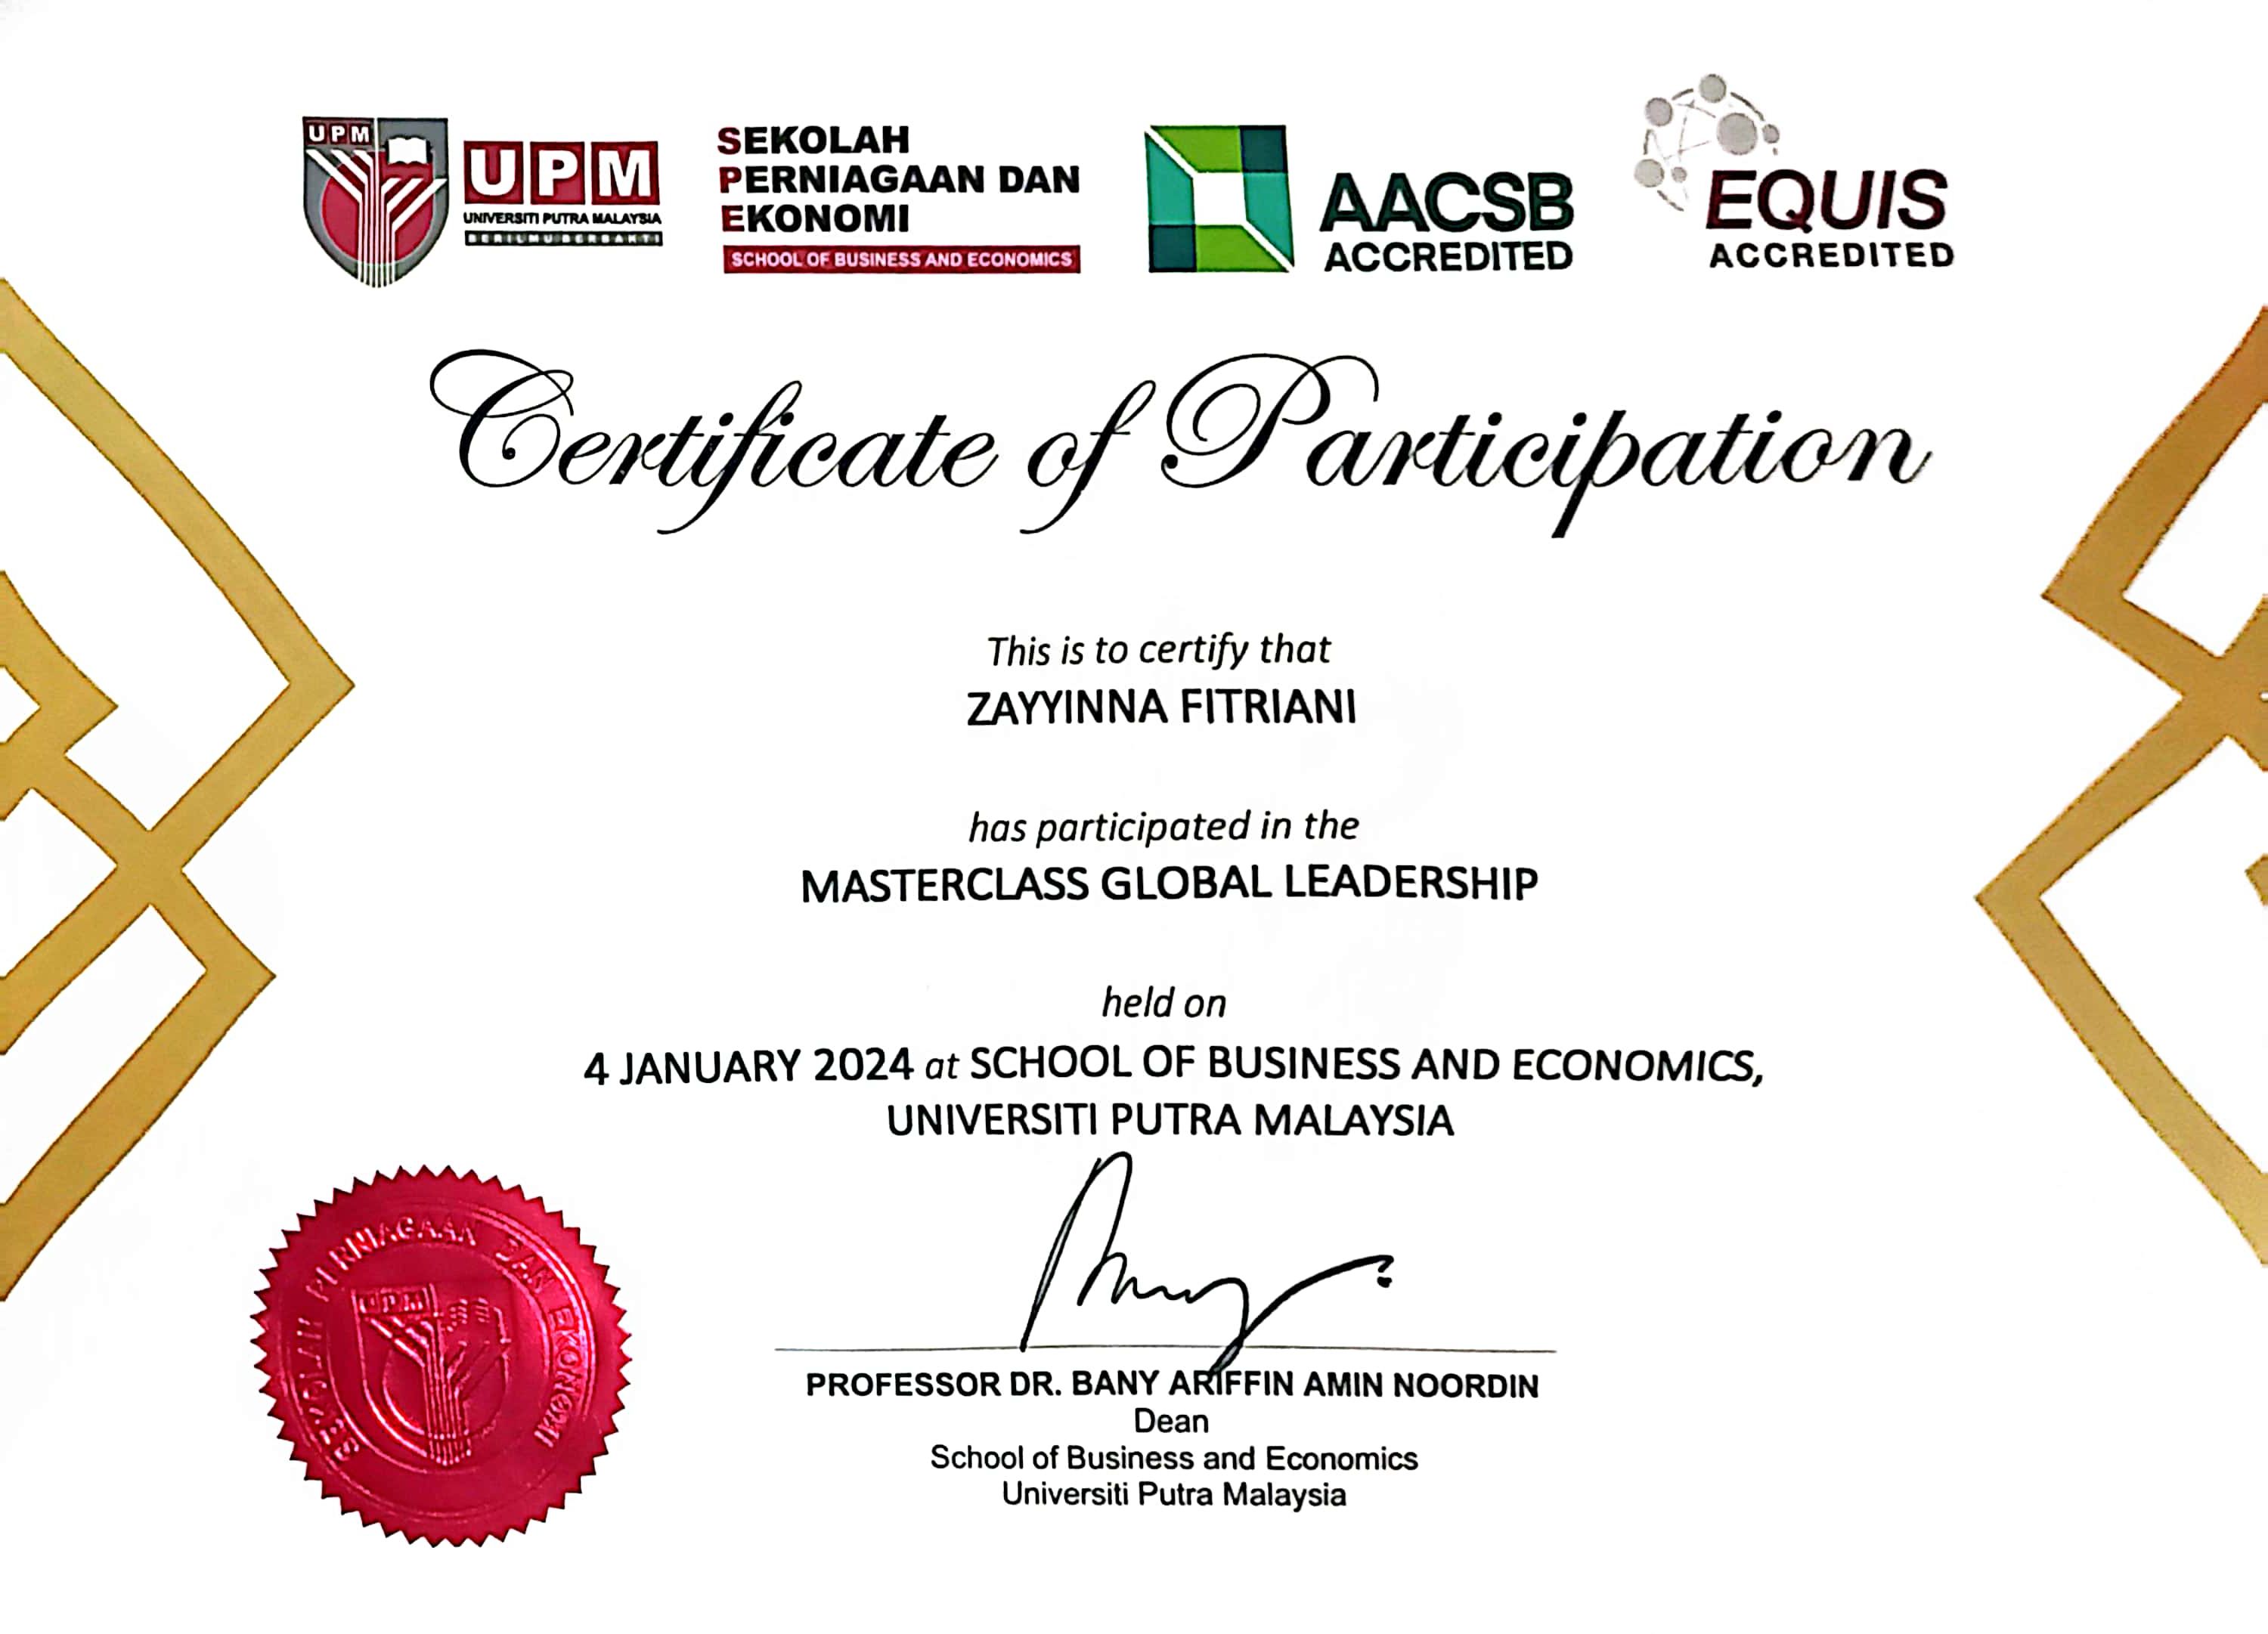 UPM
UPM
UNIVERSITI PUTRA MALAYSIA
BERILMU BERBAKTI
SEKOLAH
PERNIAGAAN DAN
EKONOMI
SCHOOL OF BUSINESS AND ECONOMICS
AACSB
ACCREDITED
EQUIS
ACCREDITED
Certificate of Participation
This is to certify that
ZAYYINNA FITRIANI
has participated in the
MASTERCLASS GLOBAL LEADERSHIP
held on
4 JANUARY 2024 at SCHOOL OF BUSINESS AND ECONOMICS,
UNIVERSITI PUTRA MALAYSIA
SEKOLAH PERNIAGAAN DAN EKONOMI
UPM
PROFESSOR DR. BANY ARIFFIN AMIN NOORDIN
Dean
School of Business and Economics
Universiti Putra Malaysia